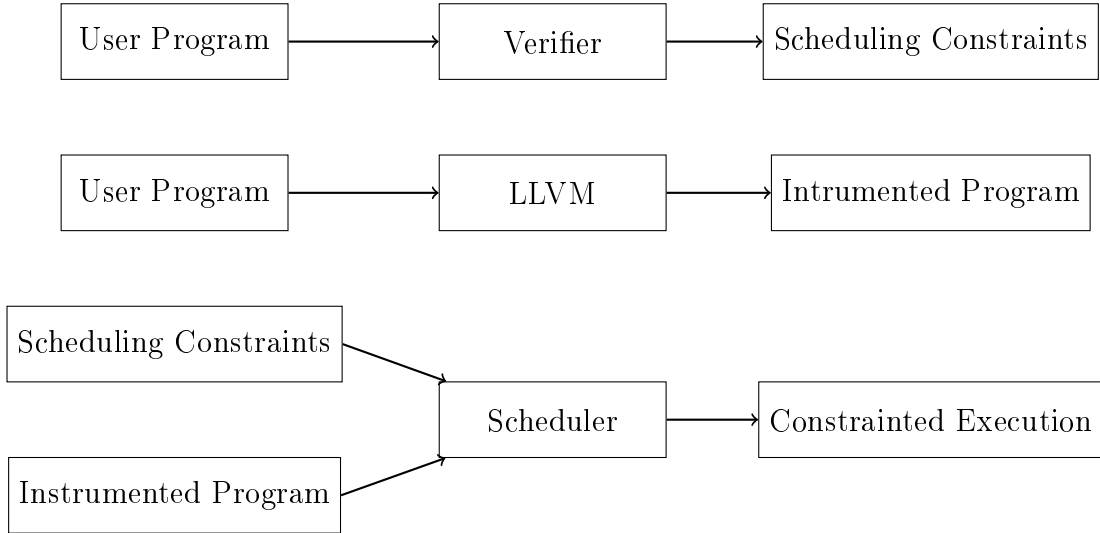 User Program
Verifier
Scheduling Constraints
User Program
LLVM
Intrumented Program
Scheduling Constraints
Scheduler
Constrainted Execution
Instrumented Program